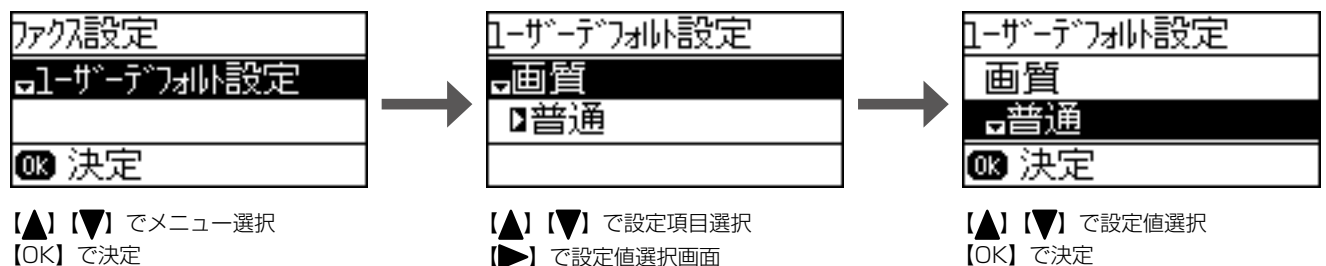 ファクス設定
ユーザーデフォルト設定
OK 決定
【▲】【▼】でメニュー選択
【OK】で決定
ユーザーデフォルト設定
画質
普通
【▲】【▼】で設定項目選択
【▶】で設定値選択画面
ユーザーデフォルト設定
画質
普通
OK 決定
【▲】【▼】で設定値選択
【OK】で決定